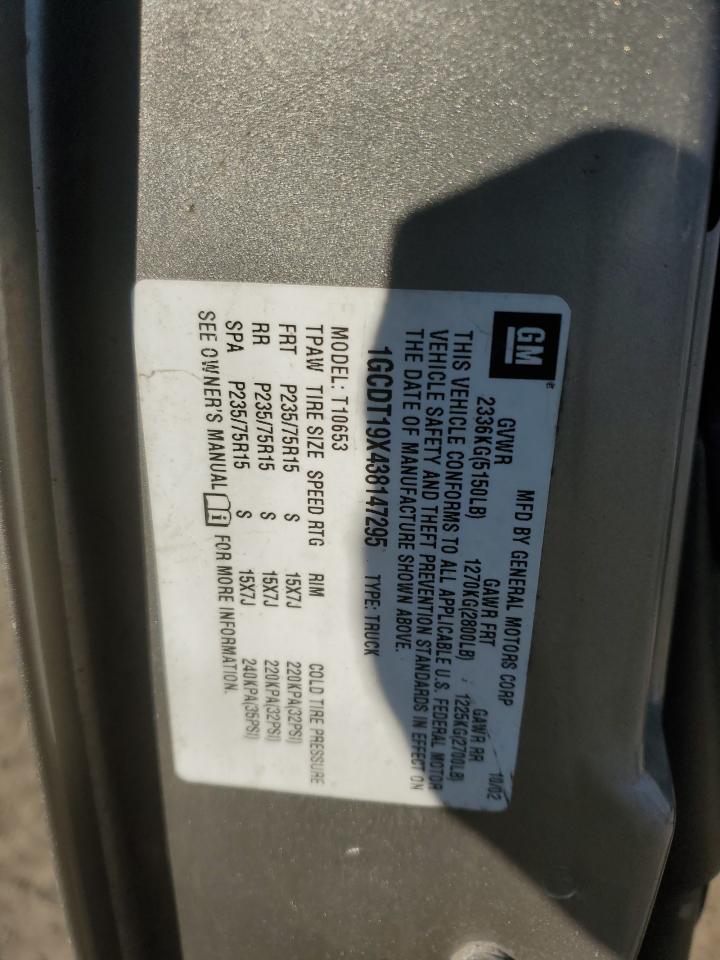 GM
MFD BY GENERAL MOTORS CORP 10/02
GVWR GAWR FRT GAWR RR
2336KG(5150LB) 1270KG(2800LB) 1225KG(2700LB)
THIS VEHICLE CONFORMS TO ALL APPLICABLE U.S. FEDERAL MOTOR
VEHICLE SAFETY AND THEFT PREVENTION STANDARDS IN EFFECT ON
THE DATE OF MANUFACTURE SHOWN ABOVE.
1GCDT19X438147295 TYPE: TRUCK
MODEL: T10653
TPAW TIRE SIZE SPEED RTG RIM COLD TIRE PRESSURE
FRT P235/75R15 S 15X7J 220KPA(32PSI)
RR P235/75R15 S 15X7J 220KPA(32PSI)
SPA P235/75R15 S 15X7J 240KPA(35PSI)
SEE OWNER'S MANUAL FOR MORE INFORMATION.